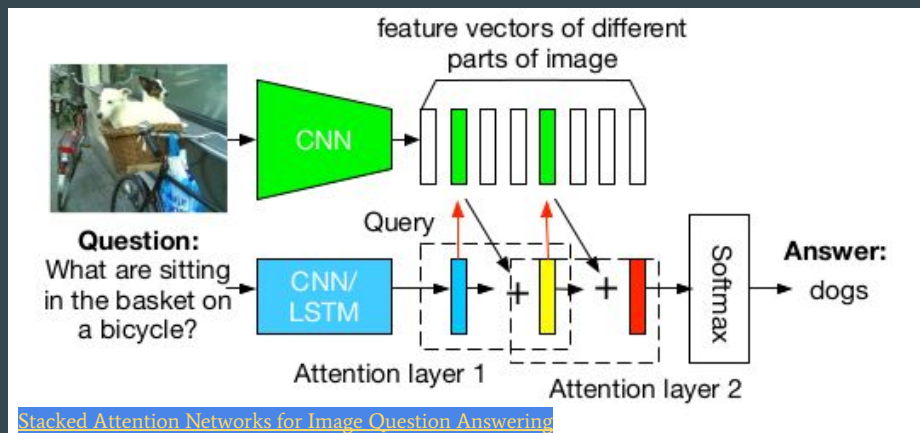 feature vectors of different
parts of image
CNN
Query
Question:
What are sitting
in the basket on
a bicycle?
CNN/
LSTM
+
+
Softmax
Answer:
dogs
Attention layer 1
Attention layer 2
Stacked Attention Networks for Image Question Answering